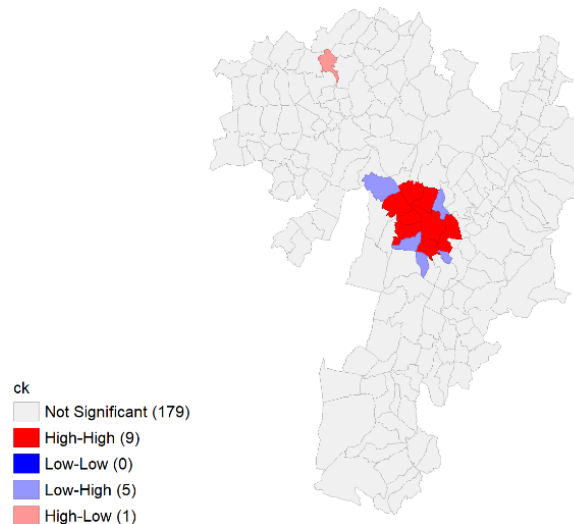 ck
Not Significant (179)
High-High (9)
Low-Low (0)
Low-High (5)
High-Low (1)